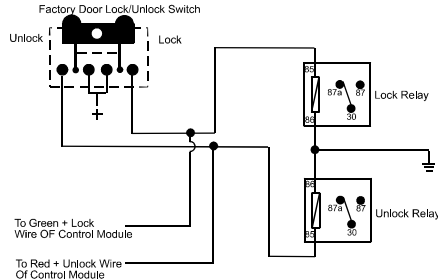 Factory Door Lock/Unlock Switch
Unlock
Lock
+
85
87a
87
30
86
Lock Relay
86
87a
87
30
85
Unlock Relay
To Green + Lock
Wire OF Control Module
To Red + Unlock Wire
Of Control Module